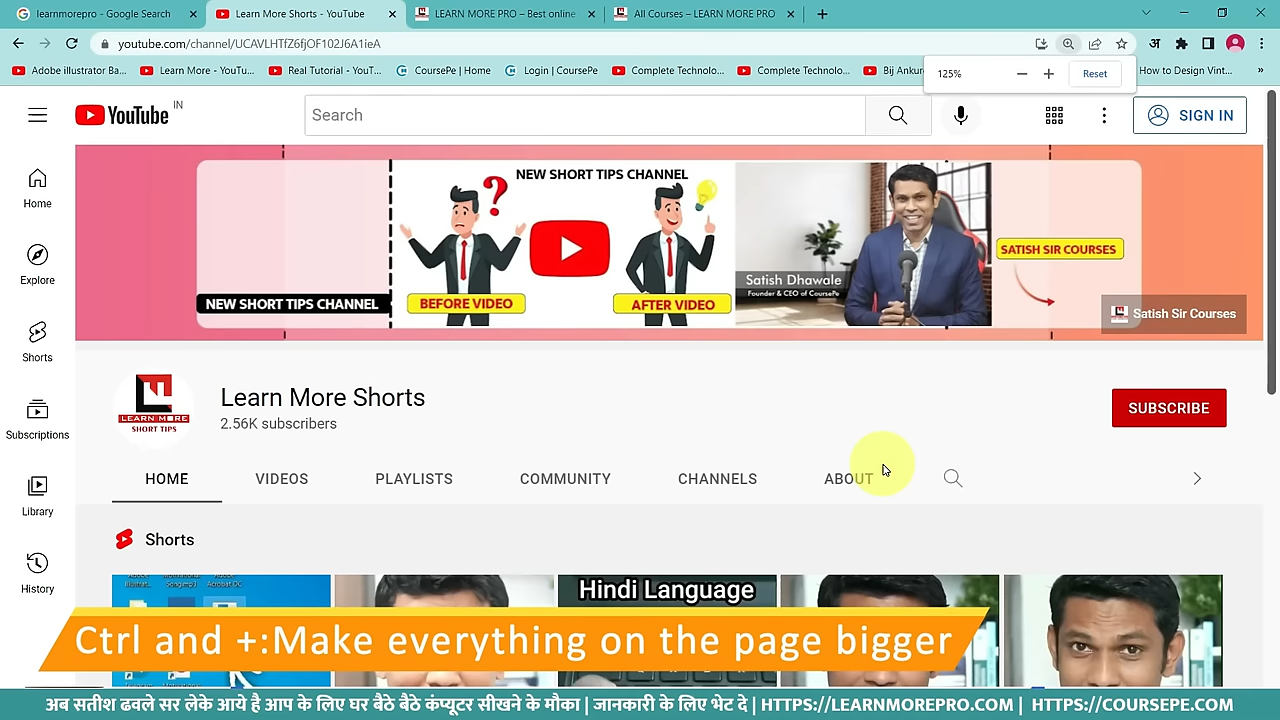 learnmorepro - Google Search
Learn More Shorts - YouTube
LEARN MORE PRO – Best online
All Courses – LEARN MORE PRO
youtube.com/channel/UCAVLHTfZ6fjOF102J6A1ieA
अ
Adobe illustrator Ba...
Learn More - YouTu...
Real Tutorial - YouT...
CoursePe | Home
Login | CoursePe
Complete Technolo...
Complete Technolo...
Bij Ankur
How to Design Vint...
»
125%
Reset
YouTube IN
Search
SIGN IN
Home
Explore
Shorts
Subscriptions
Library
History
NEW SHORT TIPS CHANNEL
NEW SHORT TIPS CHANNEL
BEFORE VIDEO
AFTER VIDEO
Satish Dhawale
Founder & CEO of CoursePe
SATISH SIR COURSES
Satish Sir Courses
LEARN MORE
SHORT TIPS
Learn More Shorts
2.56K subscribers
SUBSCRIBE
HOME
VIDEOS
PLAYLISTS
COMMUNITY
CHANNELS
ABOUT
Shorts
Hindi Language
Ctrl and +:Make everything on the page bigger
अब सतीश ढवले सर लेके आये है आप के लिए घर बैठे बैठे कंप्यूटर सीखने के मौका | जानकारी के लिए भेट दे | HTTPS://LEARNMOREPRO.COM | HTTPS://COURSEPE.COM